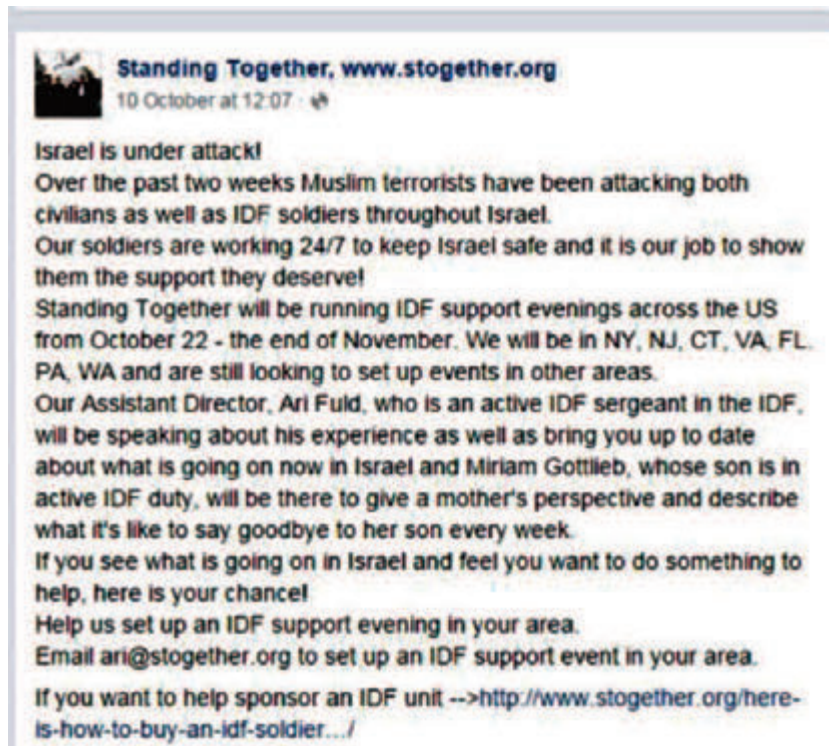 Standing Together, www.stogether.org
10 October at 12:07 ·
Israel is under attack!
Over the past two weeks Muslim terrorists have been attacking both
civilians as well as IDF soldiers throughout Israel.
Our soldiers are working 24/7 to keep Israel safe and it is our job to show
them the support they deserve!
Standing Together will be running IDF support evenings across the US
from October 22 - the end of November. We will be in NY, NJ, CT, VA, FL.
PA, WA and are still looking to set up events in other areas.
Our Assistant Director, Ari Fuld, who is an active IDF sergeant in the IDF,
will be speaking about his experience as well as bring you up to date
about what is going on now in Israel and Miriam Gottlieb, whose son is in
active IDF duty, will be there to give a mother's perspective and describe
what it's like to say goodbye to her son every week.
If you see what is going on in Israel and feel you want to do something to
help, here is your chance!
Help us set up an IDF support evening in your area.
Email ari@stogether.org to set up an IDF support event in your area.
If you want to help sponsor an IDF unit -->http://www.stogether.org/here-
is-how-to-buy-an-idf-soldier.../